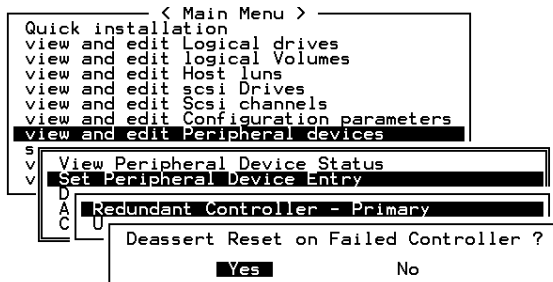 < Main Menu >
Quick installation
view and edit Logical drives
view and edit logical Volumes
view and edit Host luns
view and edit scsi Drives
view and edit Scsi channels
view and edit Configuration parameters
view and edit Peripheral devices
s
v View Peripheral Device Status
v Set Peripheral Device Entry
D
A Redundant Controller - Primary
C U
Deassert Reset on Failed Controller ?
Yes No